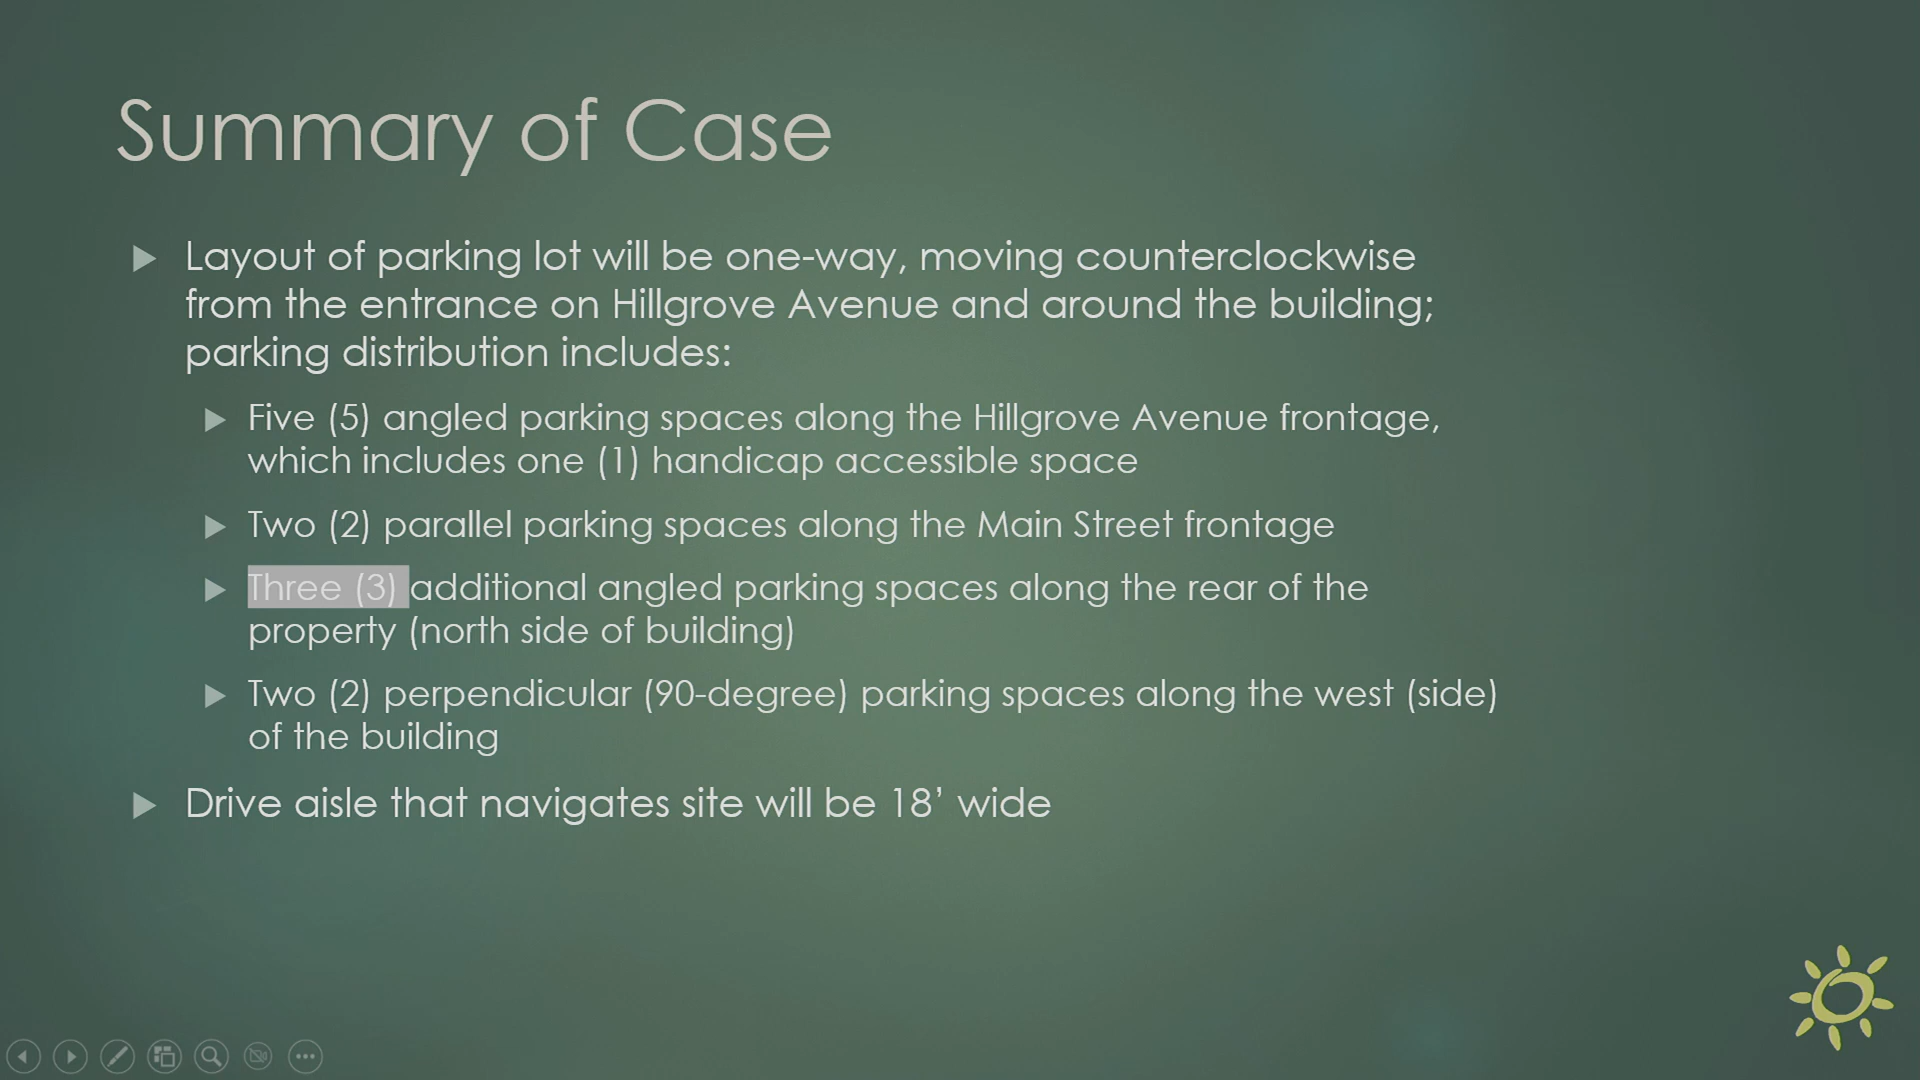 Summary of Case
Layout of parking lot will be one-way, moving counterclockwise
from the entrance on Hillgrove Avenue and around the building;
parking distribution includes:
Five (5) angled parking spaces along the Hillgrove Avenue frontage,
which includes one (1) handicap accessible space
Two (2) parallel parking spaces along the Main Street frontage
Three (3) additional angled parking spaces along the rear of the
property (north side of building)
Two (2) perpendicular (90-degree) parking spaces along the west (side)
of the building
Drive aisle that navigates site will be 18’ wide